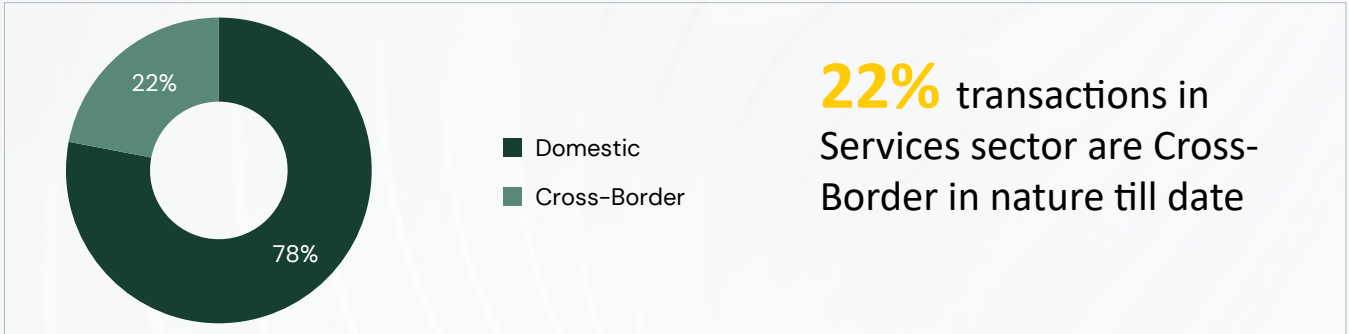 22%
78%
Domestic
Cross-Border
22% transactions in
Services sector are Cross-
Border in nature till date